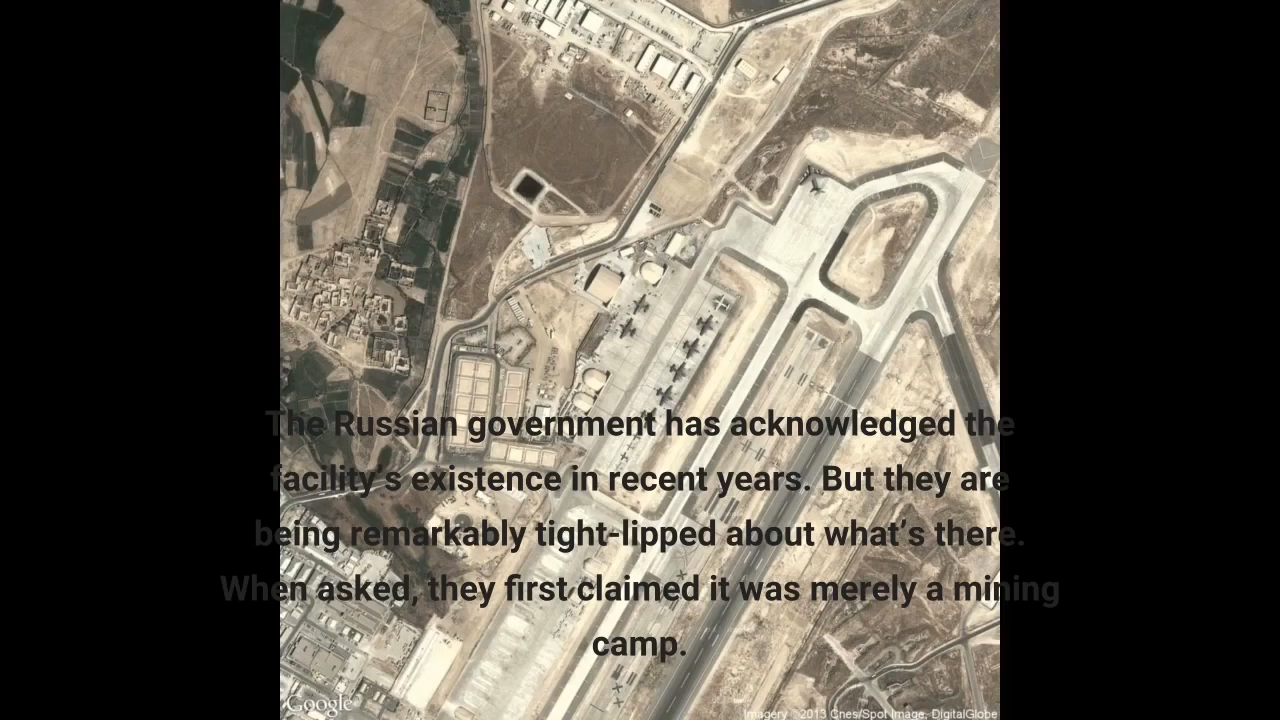 The Russian government has acknowledged the
facility’s existence in recent years. But they are
being remarkably tight-lipped about what’s there.
When asked, they first claimed it was merely a mining
camp.
Google
Imagery ©2013 Cnes/Spot Image, DigitalGlobe